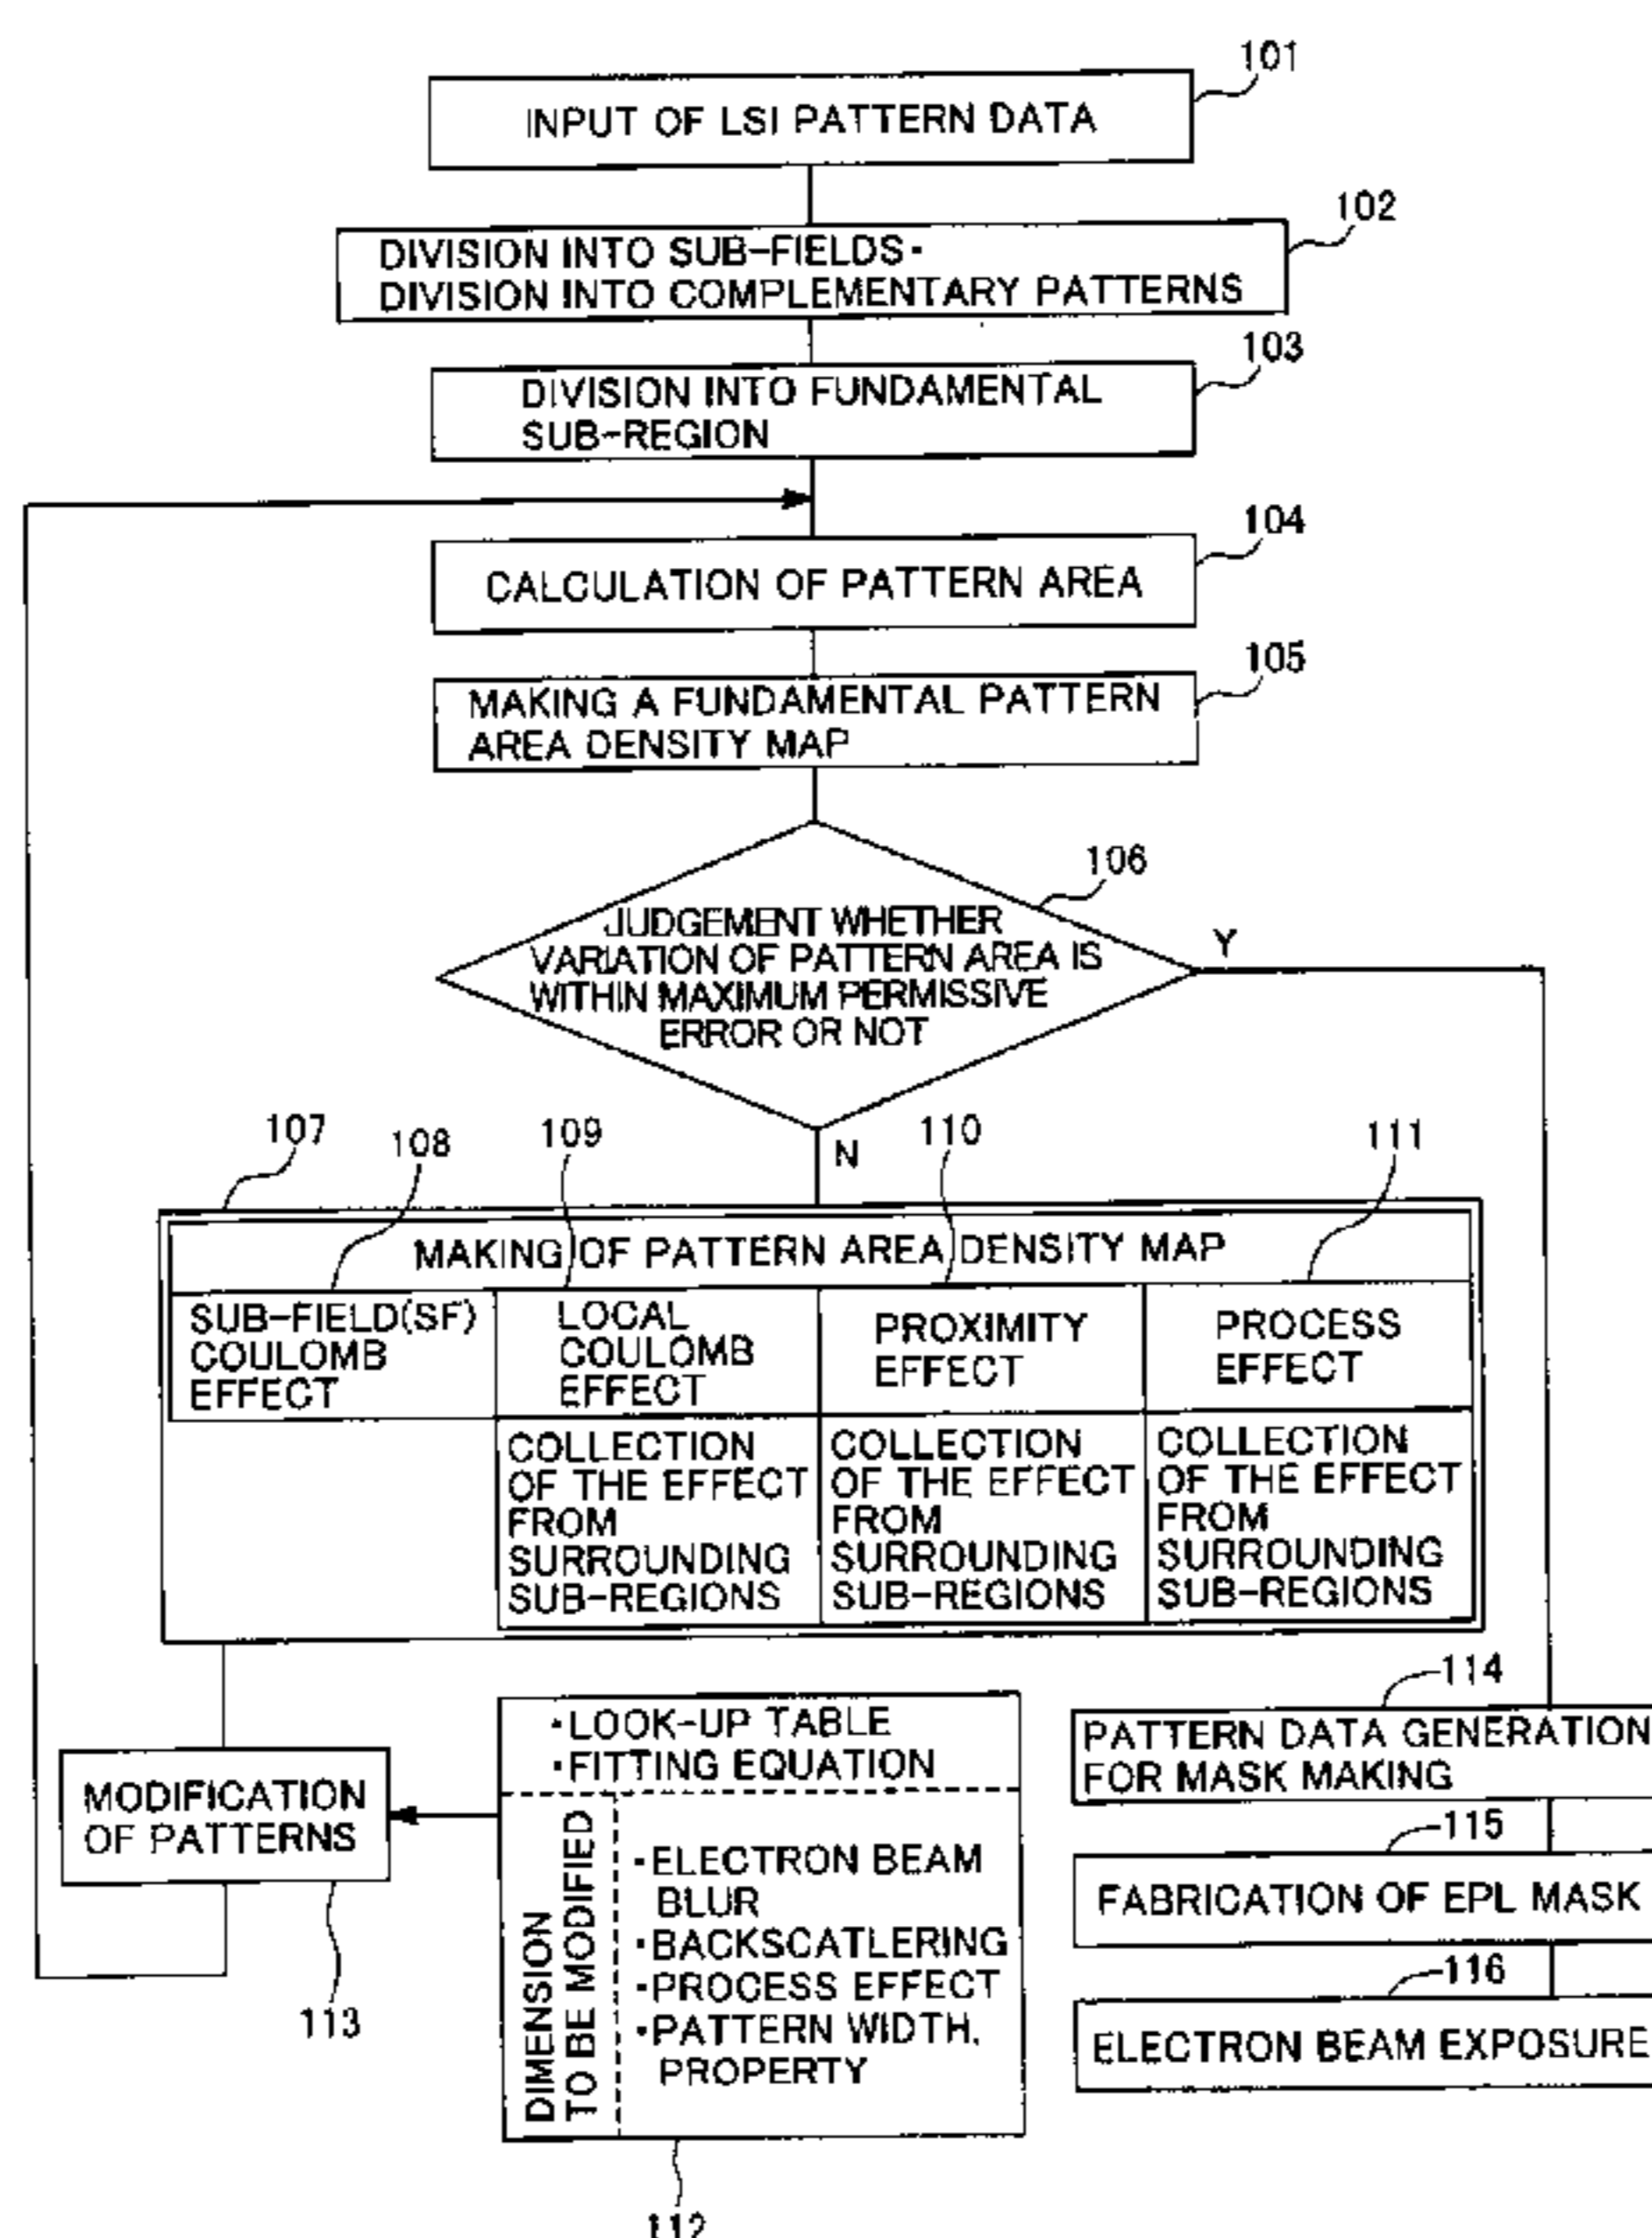 101
INPUT OF LSI PATTERN DATA
102
DIVISION INTO SUB-FIELDS·
DIVISION INTO COMPLEMENTARY PATTERNS
103
DIVISION INTO FUNDAMENTAL
SUB-REGION
104
CALCULATION OF PATTERN AREA
105
MAKING A FUNDAMENTAL PATTERN
AREA DENSITY MAP
106
JUDGEMENT WHETHER
VARIATION OF PATTERN AREA IS
WITHIN MAXIMUM PERMISSIVE
ERROR OR NOT
Y
N
107
108
109
110
111
MAKING OF PATTERN AREA DENSITY MAP
SUB-FIELD(SF)
COULOMB
EFFECT
LOCAL
COULOMB
EFFECT
PROXIMITY
EFFECT
PROCESS
EFFECT
COLLECTION
OF THE EFFECT
FROM
SURROUNDING
SUB-REGIONS
COLLECTION
OF THE EFFECT
FROM
SURROUNDING
SUB-REGIONS
COLLECTION
OF THE EFFECT
FROM
SURROUNDING
SUB-REGIONS
MODIFICATION
OF PATTERNS
113
·LOOK-UP TABLE
·FITTING EQUATION
DIMENSION
TO BE MODIFIED
·ELECTRON BEAM
BLUR
·BACKSCATLERING
·PROCESS EFFECT
·PATTERN WIDTH,
PROPERTY
112
114
PATTERN DATA GENERATION
FOR MASK MAKING
115
FABRICATION OF EPL MASK
116
ELECTRON BEAM EXPOSURE